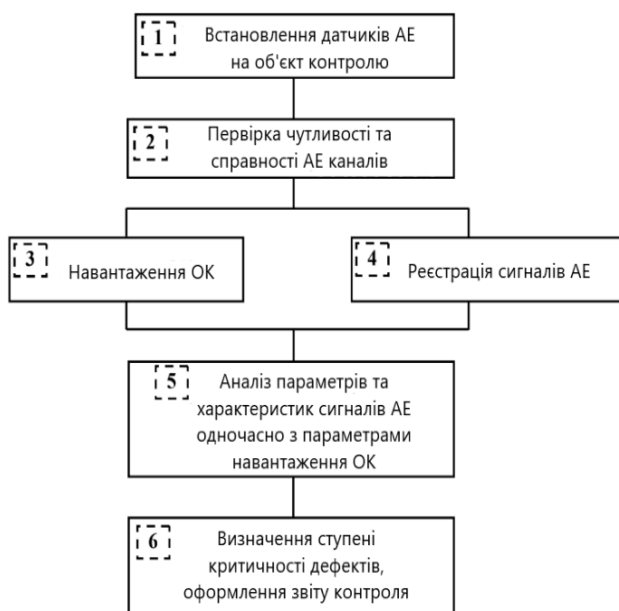 1
Встановлення датчиків АЕ
на об'єкт контролю
2
Первірка чутливості та
справності АЕ каналів
3
Навантаження ОК
4
Реєстрація сигналів АЕ
5
Аналіз параметрів та
характеристик сигналів АЕ
одночасно з параметрами
навантаження ОК
6
Визначення ступені
критичності дефектів,
оформлення звіту контроля